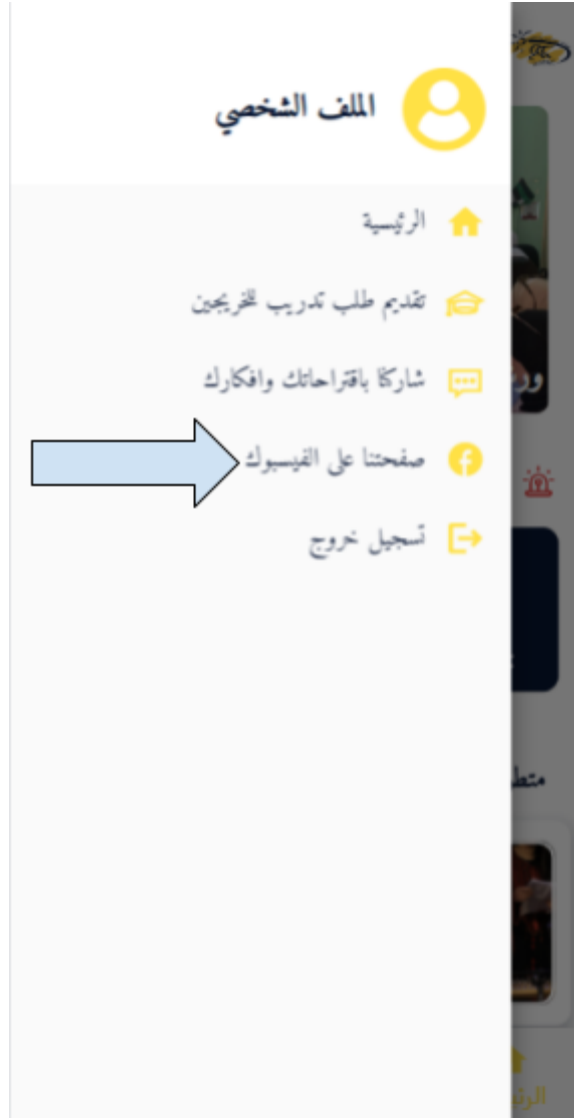 الملف الشخصي
الرئيسية
تقديم طلب تدريب للخريجين
شاركنا باقتراحاتك وافكارك
صفحتنا على الفيسبوك
تسجيل خروج